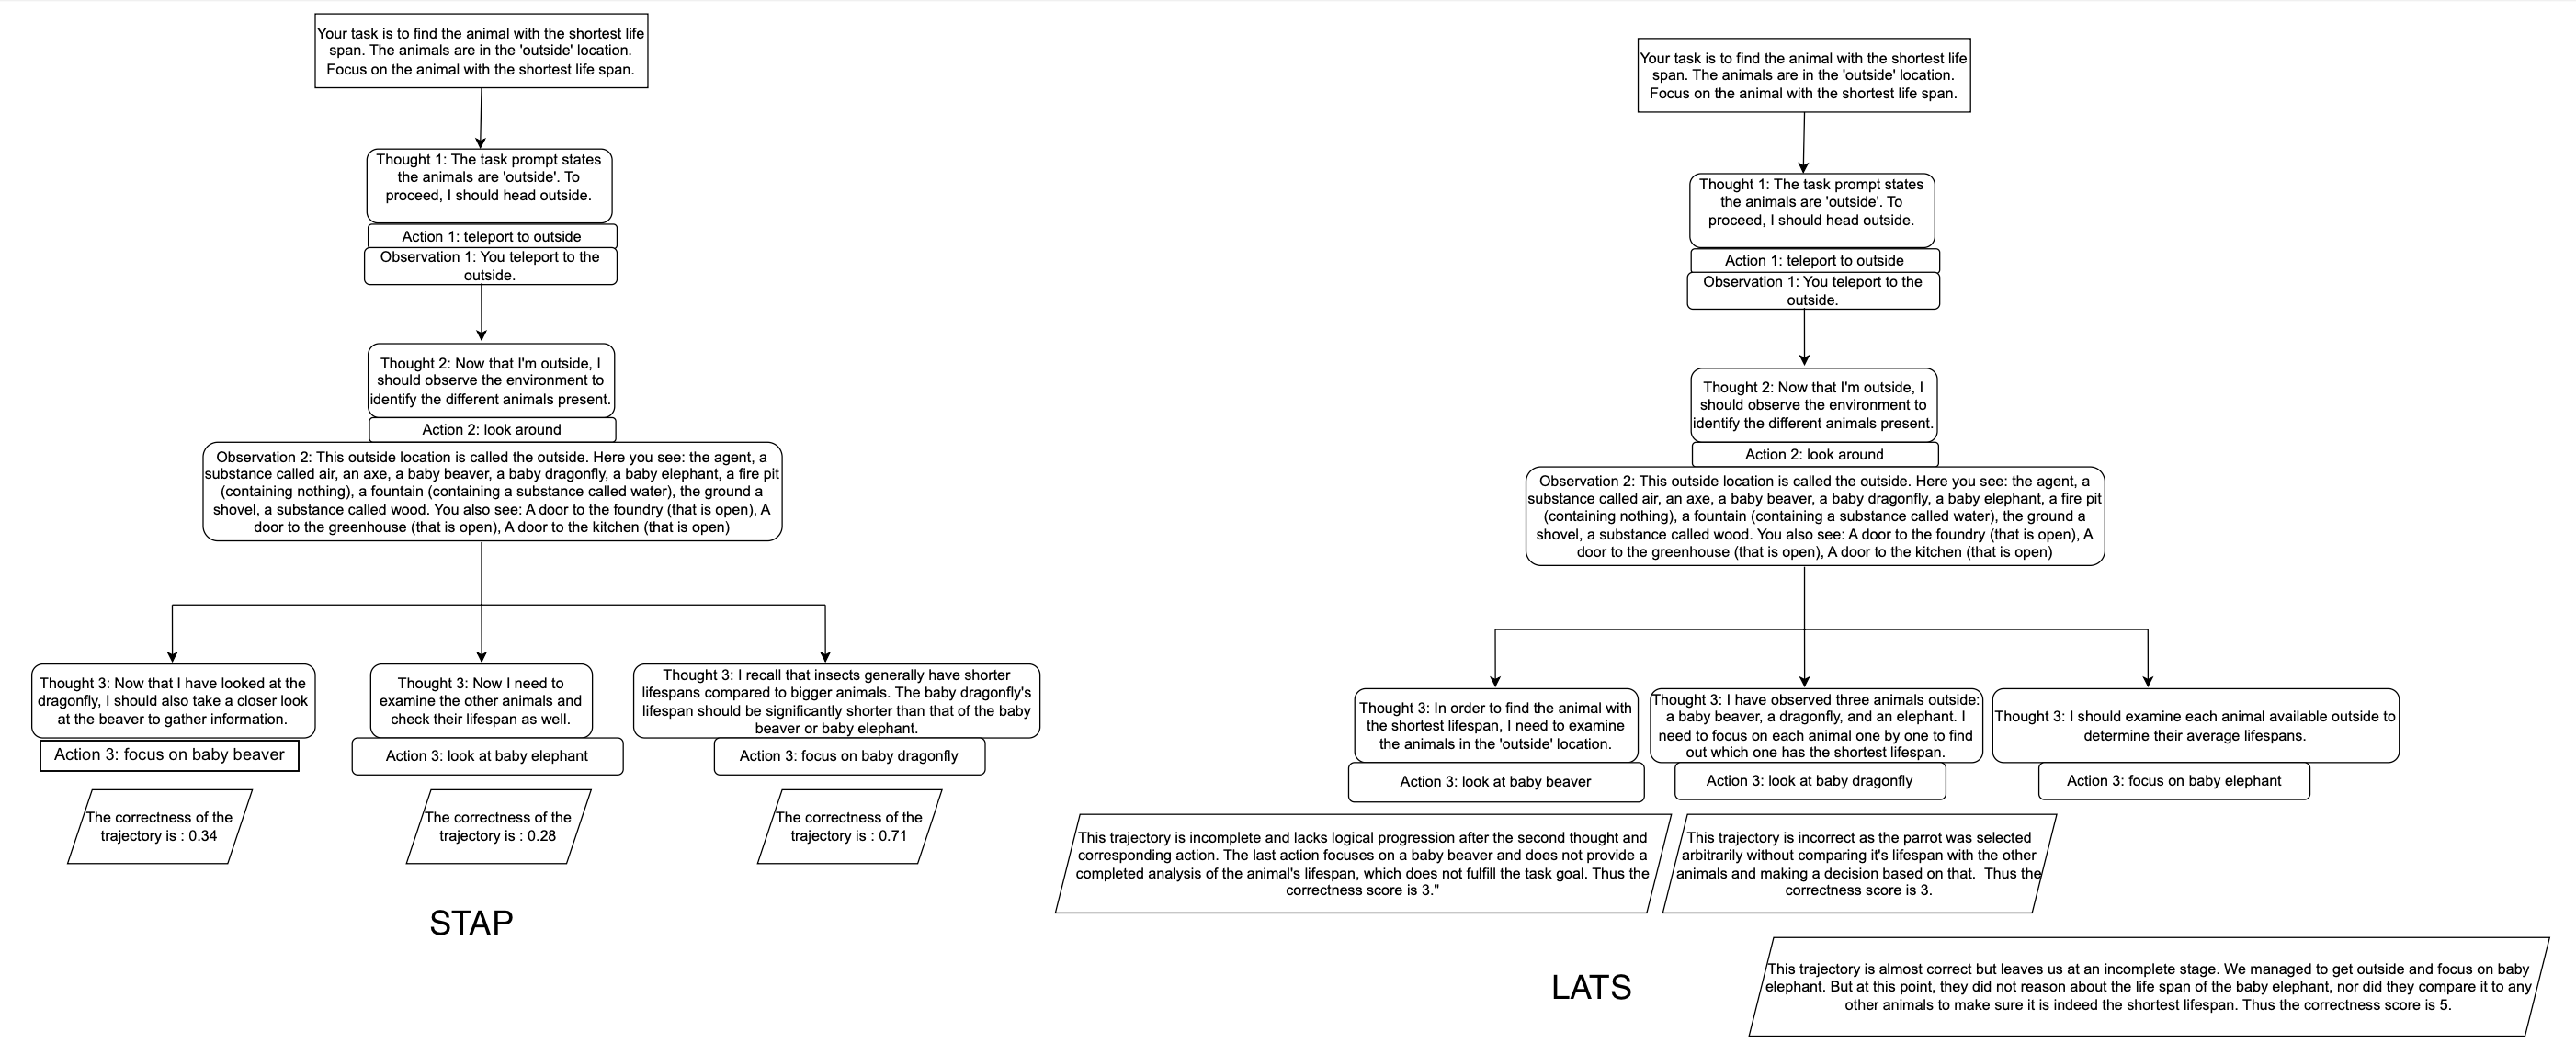 Your task is to find the animal with the shortest life
span. The animals are in the 'outside' location.
Focus on the animal with the shortest life span.
Thought 1: The task prompt states
the animals are 'outside'. To
proceed, I should head outside.
Action 1: teleport to outside
Observation 1: You teleport to the
outside.
Thought 2: Now that I'm outside, I
should observe the environment to
identify the different animals present.
Action 2: look around
Observation 2: This outside location is called the outside. Here you see: the agent, a
substance called air, an axe, a baby beaver, a baby dragonfly, a baby elephant, a fire pit
(containing nothing), a fountain (containing a substance called water), the ground a
shovel, a substance called wood. You also see: A door to the foundry (that is open), A
door to the greenhouse (that is open), A door to the kitchen (that is open)
Thought 3: Now that I have looked at the
dragonfly, I should also take a closer look
at the beaver to gather information.
Action 3: focus on baby beaver
The correctness of the
trajectory is : 0.34
Thought 3: Now I need to
examine the other animals and
check their lifespan as well.
Action 3: look at baby elephant
The correctness of the
trajectory is : 0.28
Thought 3: I recall that insects generally have shorter
lifespans compared to bigger animals. The baby dragonfly's
lifespan should be significantly shorter than that of the baby
beaver or baby elephant.
Action 3: focus on baby dragonfly
The correctness of the
trajectory is : 0.71
STAP
Your task is to find the animal with the shortest life
span. The animals are in the 'outside' location.
Focus on the animal with the shortest life span.
Thought 1: The task prompt states
the animals are 'outside'. To
proceed, I should head outside.
Action 1: teleport to outside
Observation 1: You teleport to the
outside.
Thought 2: Now that I'm outside, I
should observe the environment to
identify the different animals present.
Action 2: look around
Observation 2: This outside location is called the outside. Here you see: the agent, a
substance called air, an axe, a baby beaver, a baby dragonfly, a baby elephant, a fire pit
(containing nothing), a fountain (containing a substance called water), the ground a
shovel, a substance called wood. You also see: A door to the foundry (that is open), A
door to the greenhouse (that is open), A door to the kitchen (that is open)
Thought 3: In order to find the animal with
the shortest lifespan, I need to examine
the animals in the 'outside' location.
Action 3: look at baby beaver
This trajectory is incomplete and lacks logical progression after the second thought and
corresponding action. The last action focuses on a baby beaver and does not provide a
completed analysis of the animal's lifespan, which does not fulfill the task goal. Thus the
correctness score is 3."
Thought 3: I have observed three animals outside:
a baby beaver, a dragonfly, and an elephant. I
need to focus on each animal one by one to find
out which one has the shortest lifespan.
Action 3: look at baby dragonfly
This trajectory is incorrect as the parrot was selected
arbitrarily without comparing it's lifespan with the other
animals and making a decision based on that.  Thus the
correctness score is 3.
Thought 3: I should examine each animal available outside to
determine their average lifespans.
Action 3: focus on baby elephant
This trajectory is almost correct but leaves us at an incomplete stage. We managed to get outside and focus on baby
elephant. But at this point, they did not reason about the life span of the baby elephant, nor did they compare it to any
other animals to make sure it is indeed the shortest lifespan. Thus the correctness score is 5.
LATS